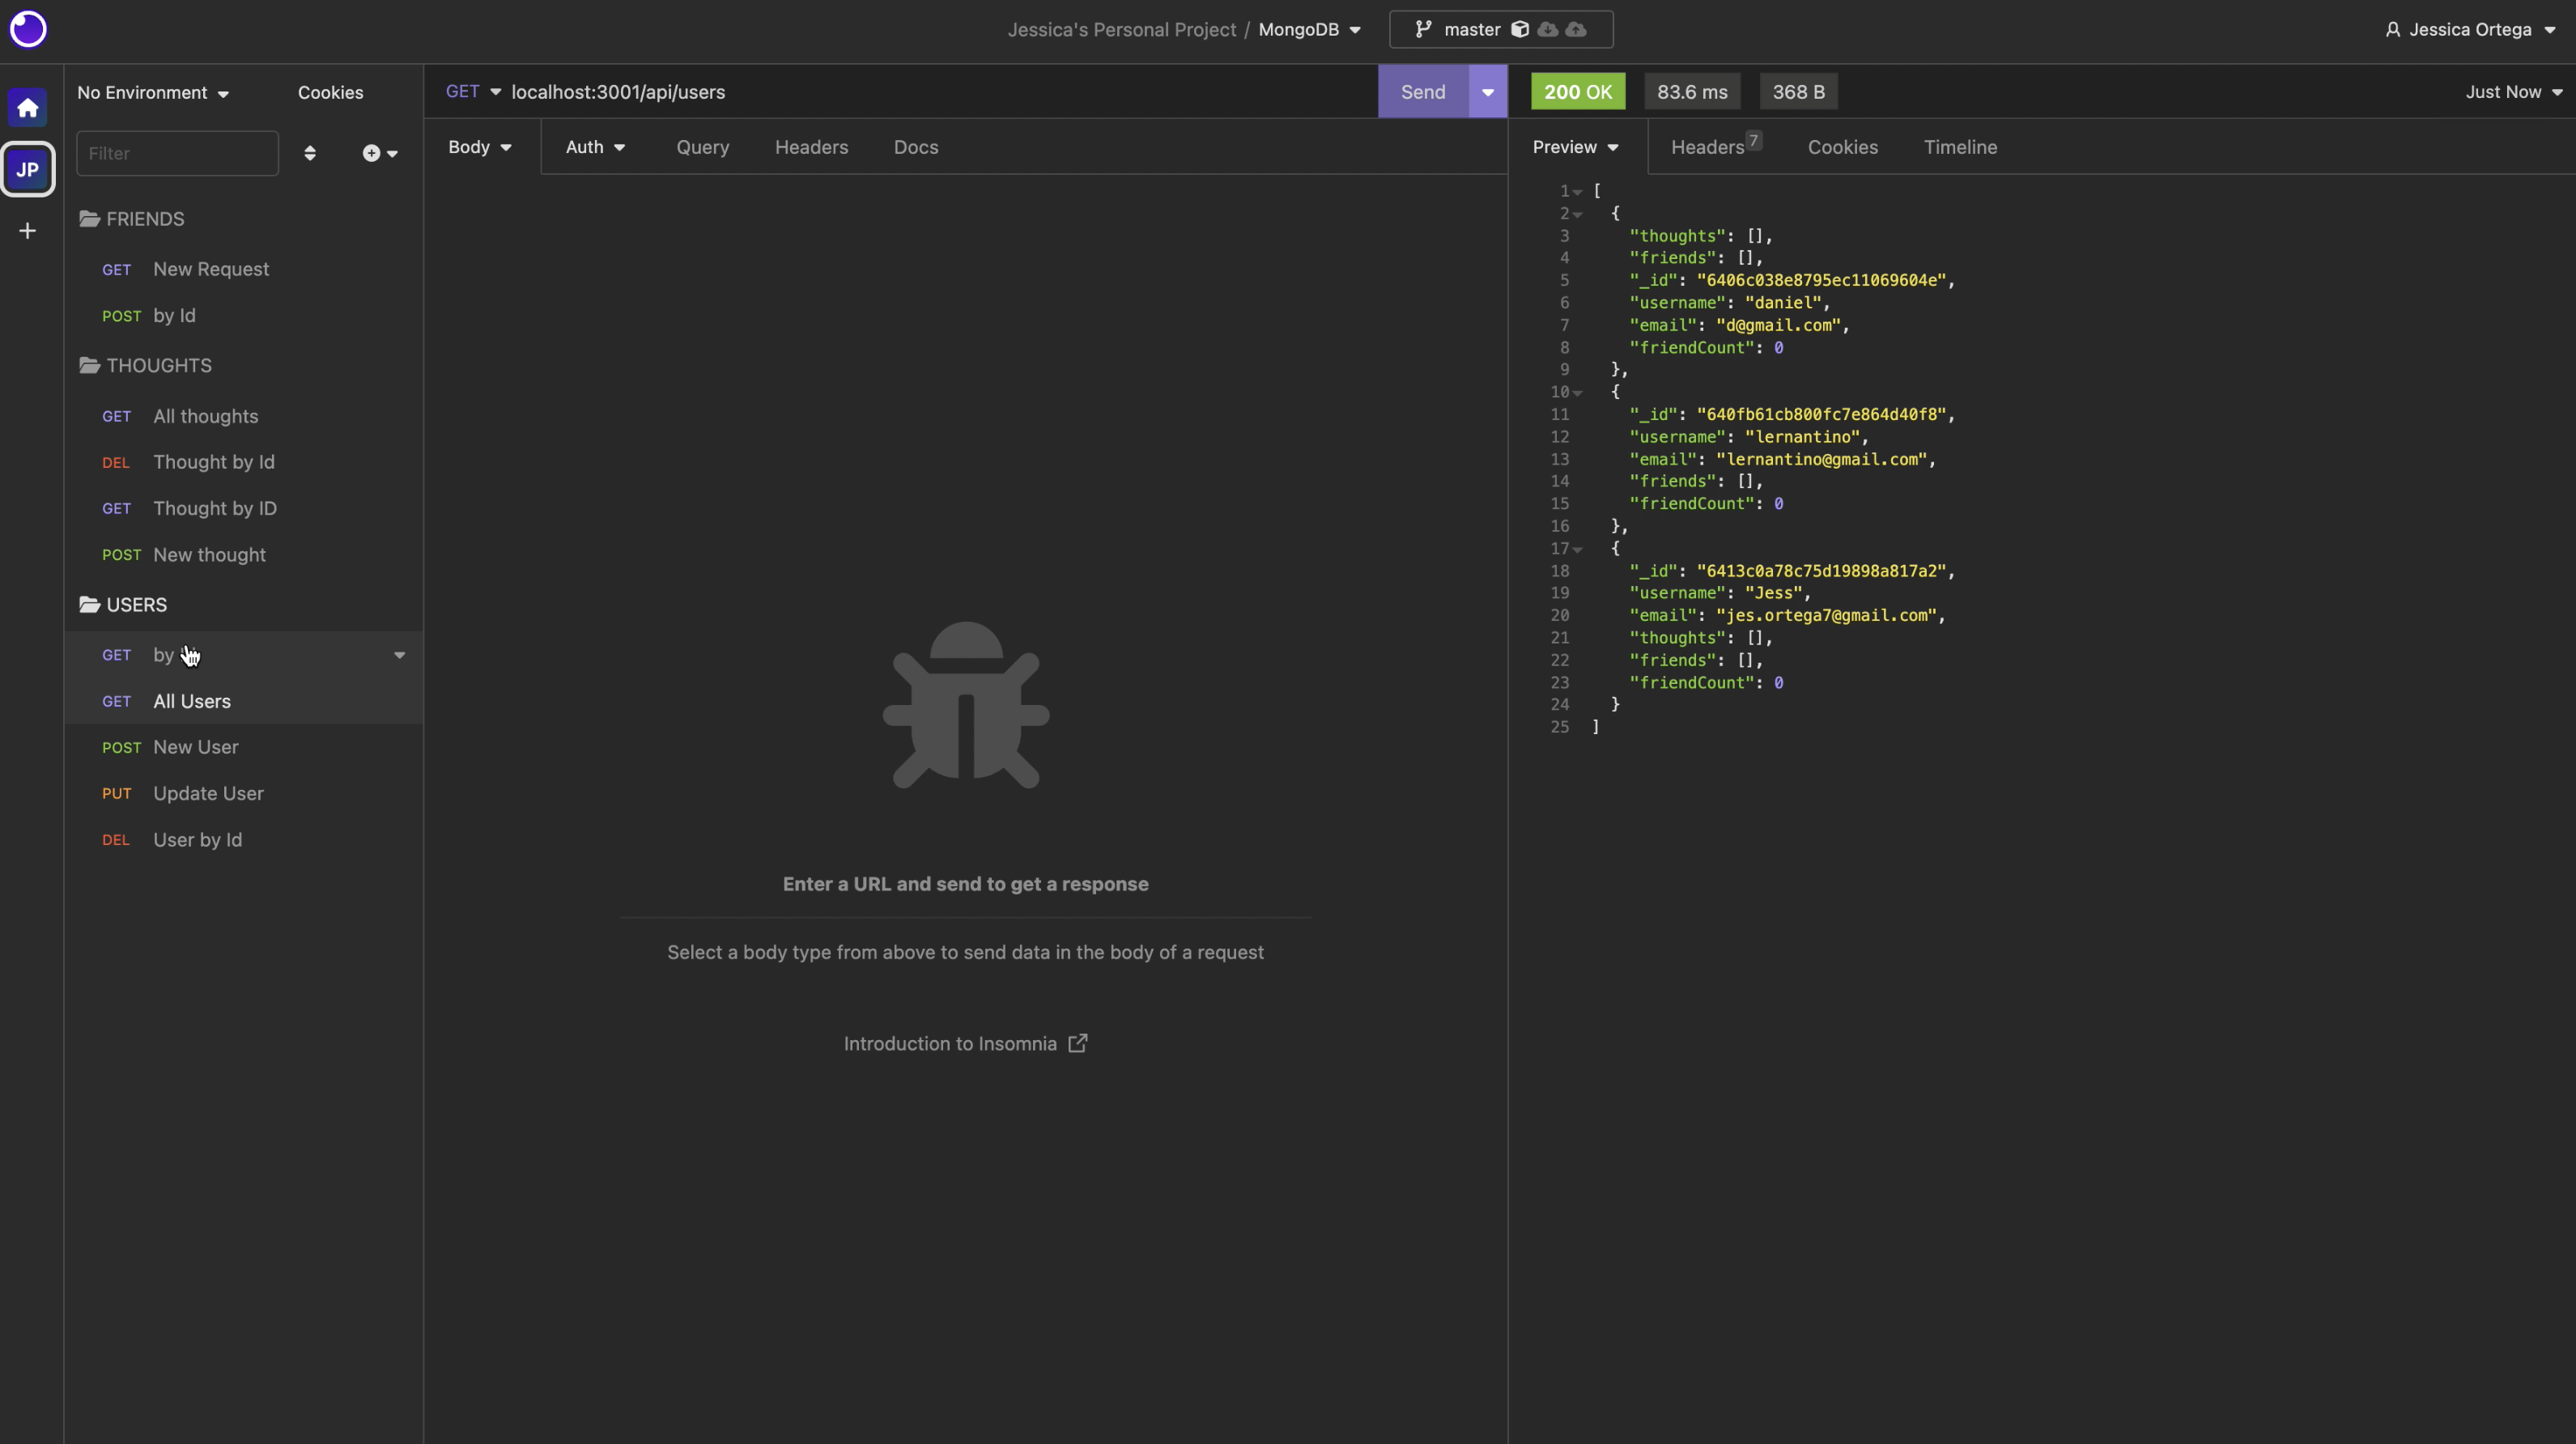 Jessica's Personal Project / MongoDB
master
Jessica Ortega
JP
No Environment
Cookies
Filter
FRIENDS
GET New Request
POST by Id
THOUGHTS
GET All thoughts
DEL Thought by Id
GET Thought by ID
POST New thought
USERS
GET by
GET All Users
POST New User
PUT Update User
DEL User by Id
GET localhost:3001/api/users
Send
Body
Auth
Query
Headers
Docs
Enter a URL and send to get a response
Select a body type from above to send data in the body of a request
Introduction to Insomnia
200 OK
83.6 ms
368 B
Just Now
Preview
Headers 7
Cookies
Timeline
1 [
2 {
3 "thoughts": [],
4 "friends": [],
5 "_id": "6406c038e8795ec11069604e",
6 "username": "daniel",
7 "email": "d@gmail.com",
8 "friendCount": 0
9 },
10 {
11 "_id": "640fb61cb800fc7e864d40f8",
12 "username": "lernantino",
13 "email": "lernantino@gmail.com",
14 "friends": [],
15 "friendCount": 0
16 },
17 {
18 "_id": "6413c0a78c75d19898a817a2",
19 "username": "Jess",
20 "email": "jes.ortega7@gmail.com",
21 "thoughts": [],
22 "friends": [],
23 "friendCount": 0
24 }
25 ]